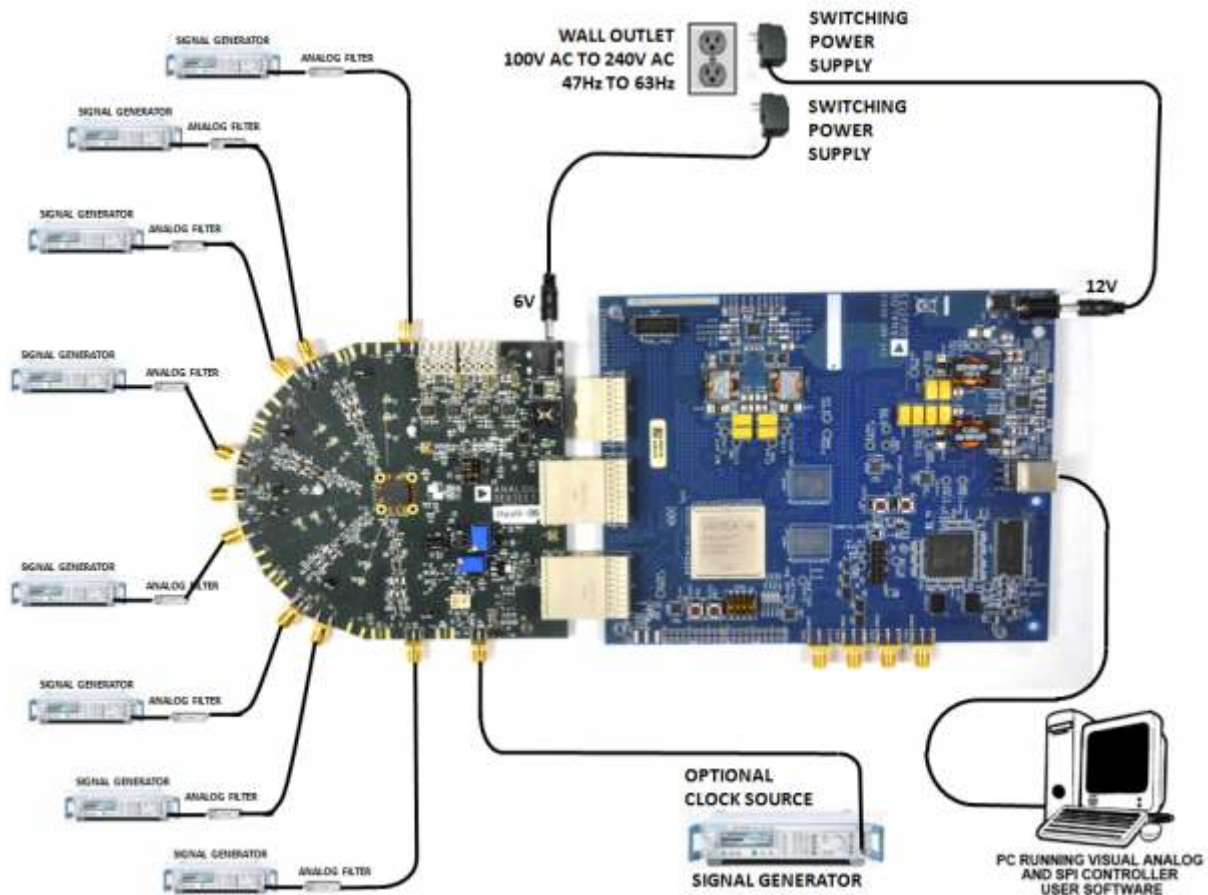 SIGNAL GENERATOR
ANALOG FILTER
WALL OUTLET
100V AC TO 240V AC
47Hz TO 63Hz
SWITCHING
POWER
SUPPLY
SWITCHING
POWER
SUPPLY
SIGNAL GENERATOR
ANALOG FILTER
SIGNAL GENERATOR
ANALOG FILTER
6V
12V
SIGNAL GENERATOR
ANALOG FILTER
ANALOG
DEVICES
SIGNAL GENERATOR
ANALOG FILTER
SIGNAL GENERATOR
ANALOG FILTER
SIGNAL GENERATOR
ANALOG FILTER
SIGNAL GENERATOR
ANALOG FILTER
OPTIONAL
CLOCK SOURCE
SIGNAL GENERATOR
PC RUNNING VISUAL ANALOG
AND SPI CONTROLLER
USER SOFTWARE